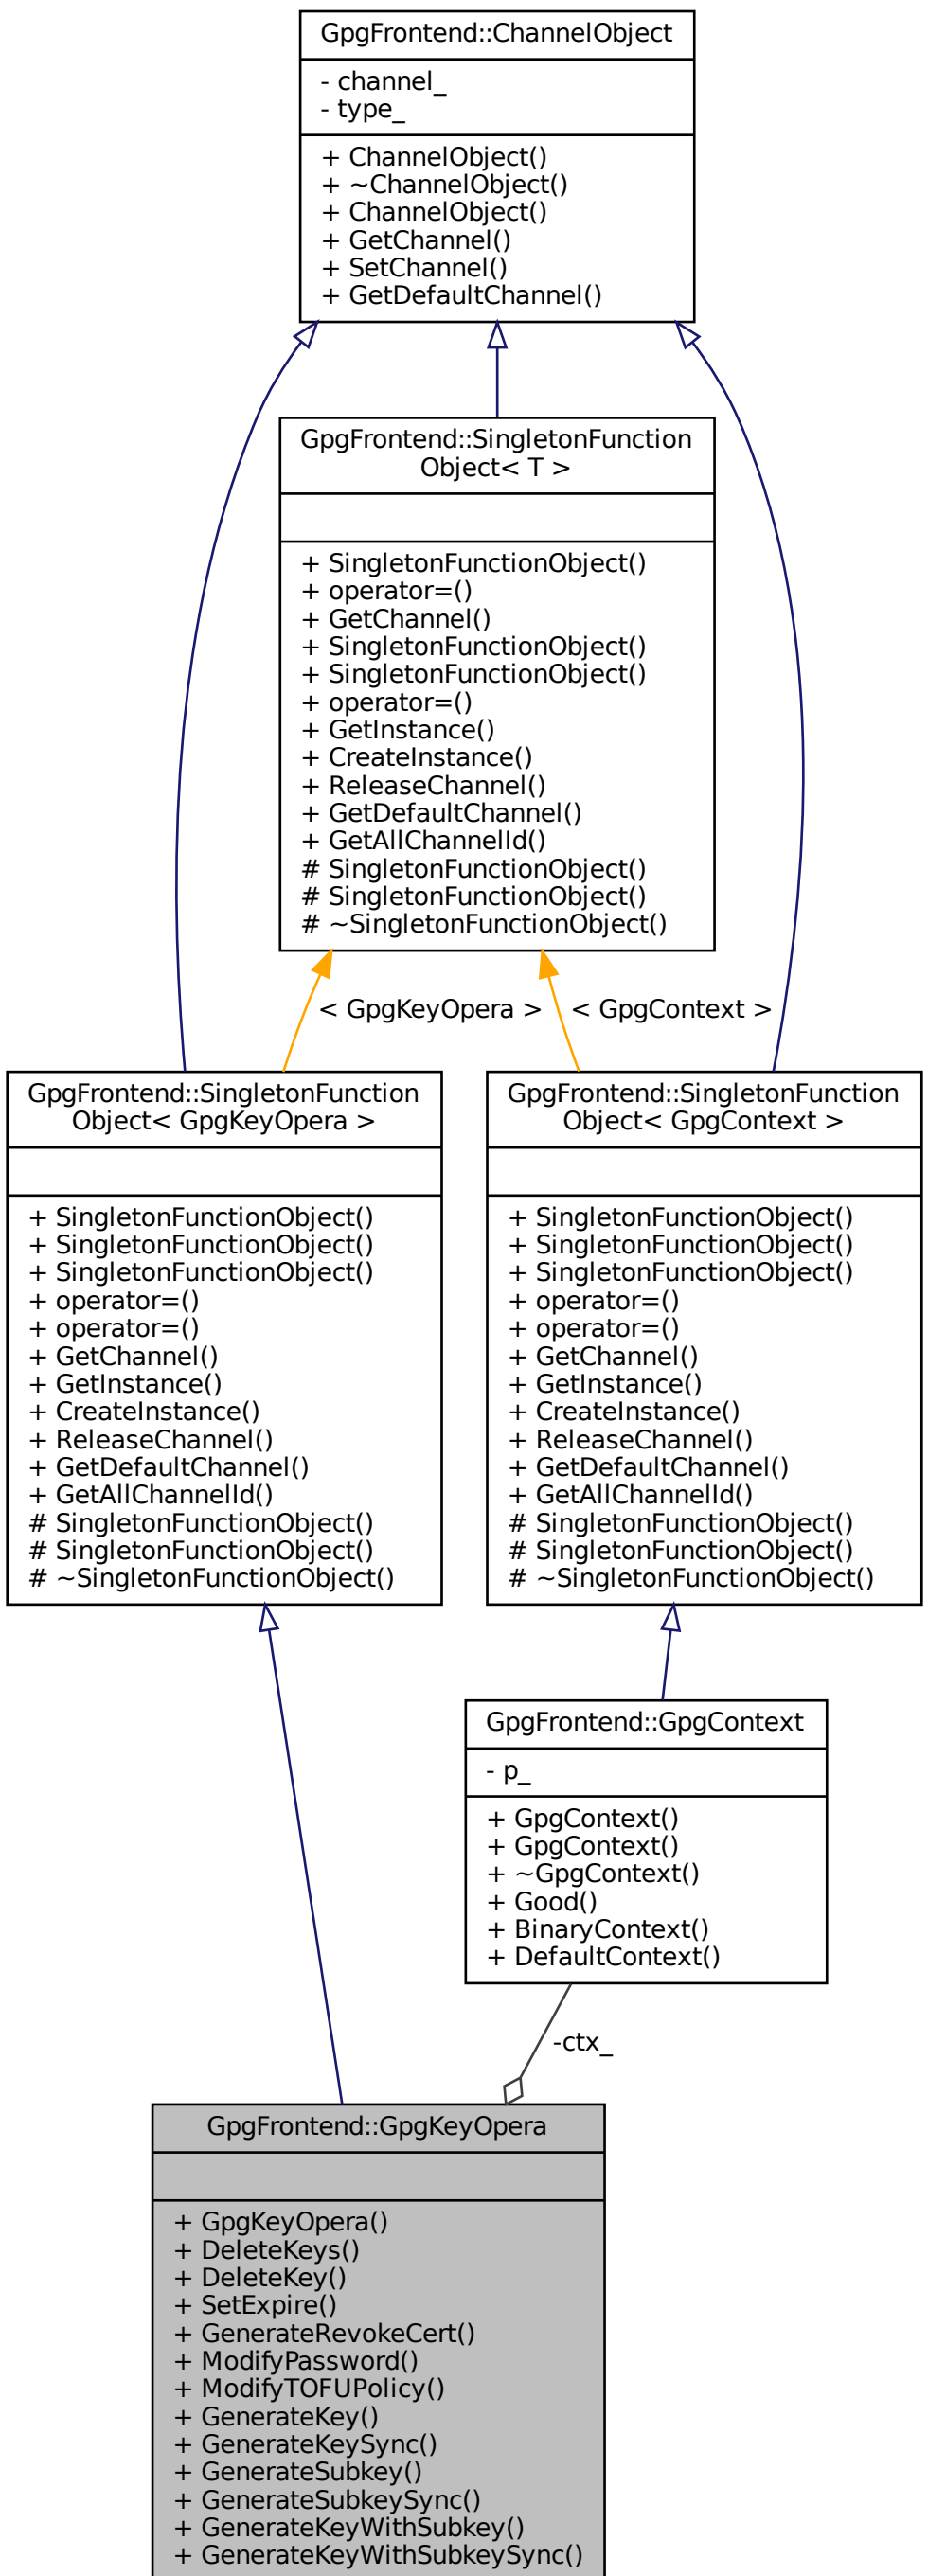 GpgFrontend::ChannelObject
- channel_
- type_
+ ChannelObject()
+ ~ChannelObject()
+ ChannelObject()
+ GetChannel()
+ SetChannel()
+ GetDefaultChannel()
GpgFrontend::SingletonFunction
Object< T >
+ SingletonFunctionObject()
+ operator=()
+ GetChannel()
+ SingletonFunctionObject()
+ SingletonFunctionObject()
+ operator=()
+ GetInstance()
+ CreateInstance()
+ ReleaseChannel()
+ GetDefaultChannel()
+ GetAllChannelId()
# SingletonFunctionObject()
# SingletonFunctionObject()
# ~SingletonFunctionObject()
< GpgKeyOpera >
< GpgContext >
GpgFrontend::SingletonFunction
Object< GpgKeyOpera >
+ SingletonFunctionObject()
+ SingletonFunctionObject()
+ SingletonFunctionObject()
+ operator=()
+ operator=()
+ GetChannel()
+ GetInstance()
+ CreateInstance()
+ ReleaseChannel()
+ GetDefaultChannel()
+ GetAllChannelId()
# SingletonFunctionObject()
# SingletonFunctionObject()
# ~SingletonFunctionObject()
GpgFrontend::SingletonFunction
Object< GpgContext >
+ SingletonFunctionObject()
+ SingletonFunctionObject()
+ SingletonFunctionObject()
+ operator=()
+ operator=()
+ GetChannel()
+ GetInstance()
+ CreateInstance()
+ ReleaseChannel()
+ GetDefaultChannel()
+ GetAllChannelId()
# SingletonFunctionObject()
# SingletonFunctionObject()
# ~SingletonFunctionObject()
GpgFrontend::GpgContext
- p_
+ GpgContext()
+ GpgContext()
+ ~GpgContext()
+ Good()
+ BinaryContext()
+ DefaultContext()
-ctx_
GpgFrontend::GpgKeyOpera
+ GpgKeyOpera()
+ DeleteKeys()
+ DeleteKey()
+ SetExpire()
+ GenerateRevokeCert()
+ ModifyPassword()
+ ModifyTOFUPolicy()
+ GenerateKey()
+ GenerateKeySync()
+ GenerateSubkey()
+ GenerateSubkeySync()
+ GenerateKeyWithSubkey()
+ GenerateKeyWithSubkeySync()